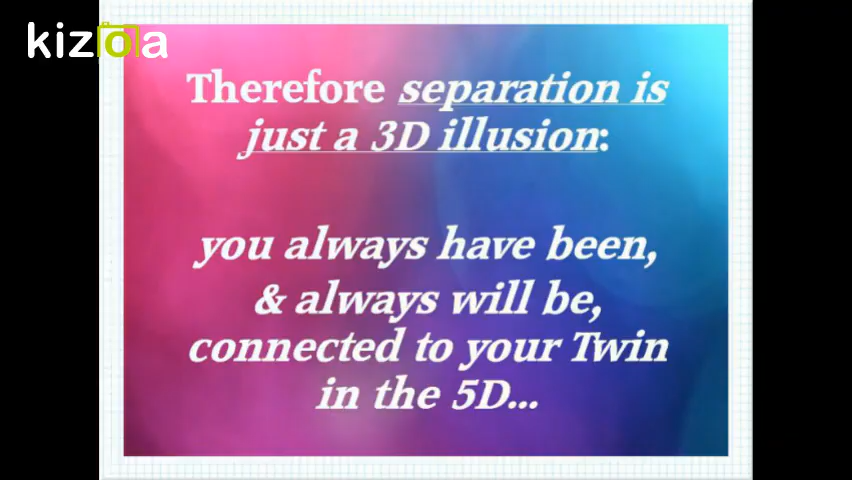 kizoa
Therefore separation is
just a 3D illusion:
you always have been,
& always will be,
connected to your Twin
in the 5D...